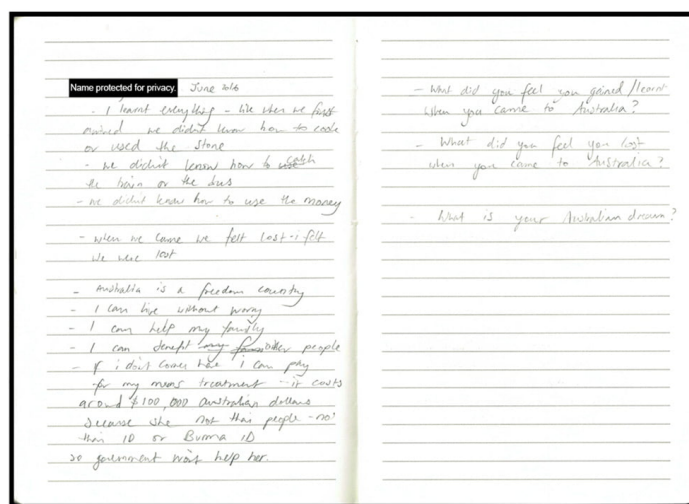 Name protected for privacy. June 2016
- I learnt everything - like when we first
arrived we didn't know how to cook
or used the stove
- we didn't know how to catch
the train or the bus
- we didn't know how to use the money
- when we came we felt lost - i felt
we were lost
- Australia is a freedom country
- I can live without worry
- I can help my family
- I can benefit my other people
- if i don't comes here i can pay
for my mums treatment - it costs
around $100,000 australian dollars
because she not thai people - no
thai ID or Burma ID
so government won't help her.
- What did you feel you gained/learnt
when you came to Australia?
- What did you feel you lost
when you came to Australia?
- What is your Australian dream?